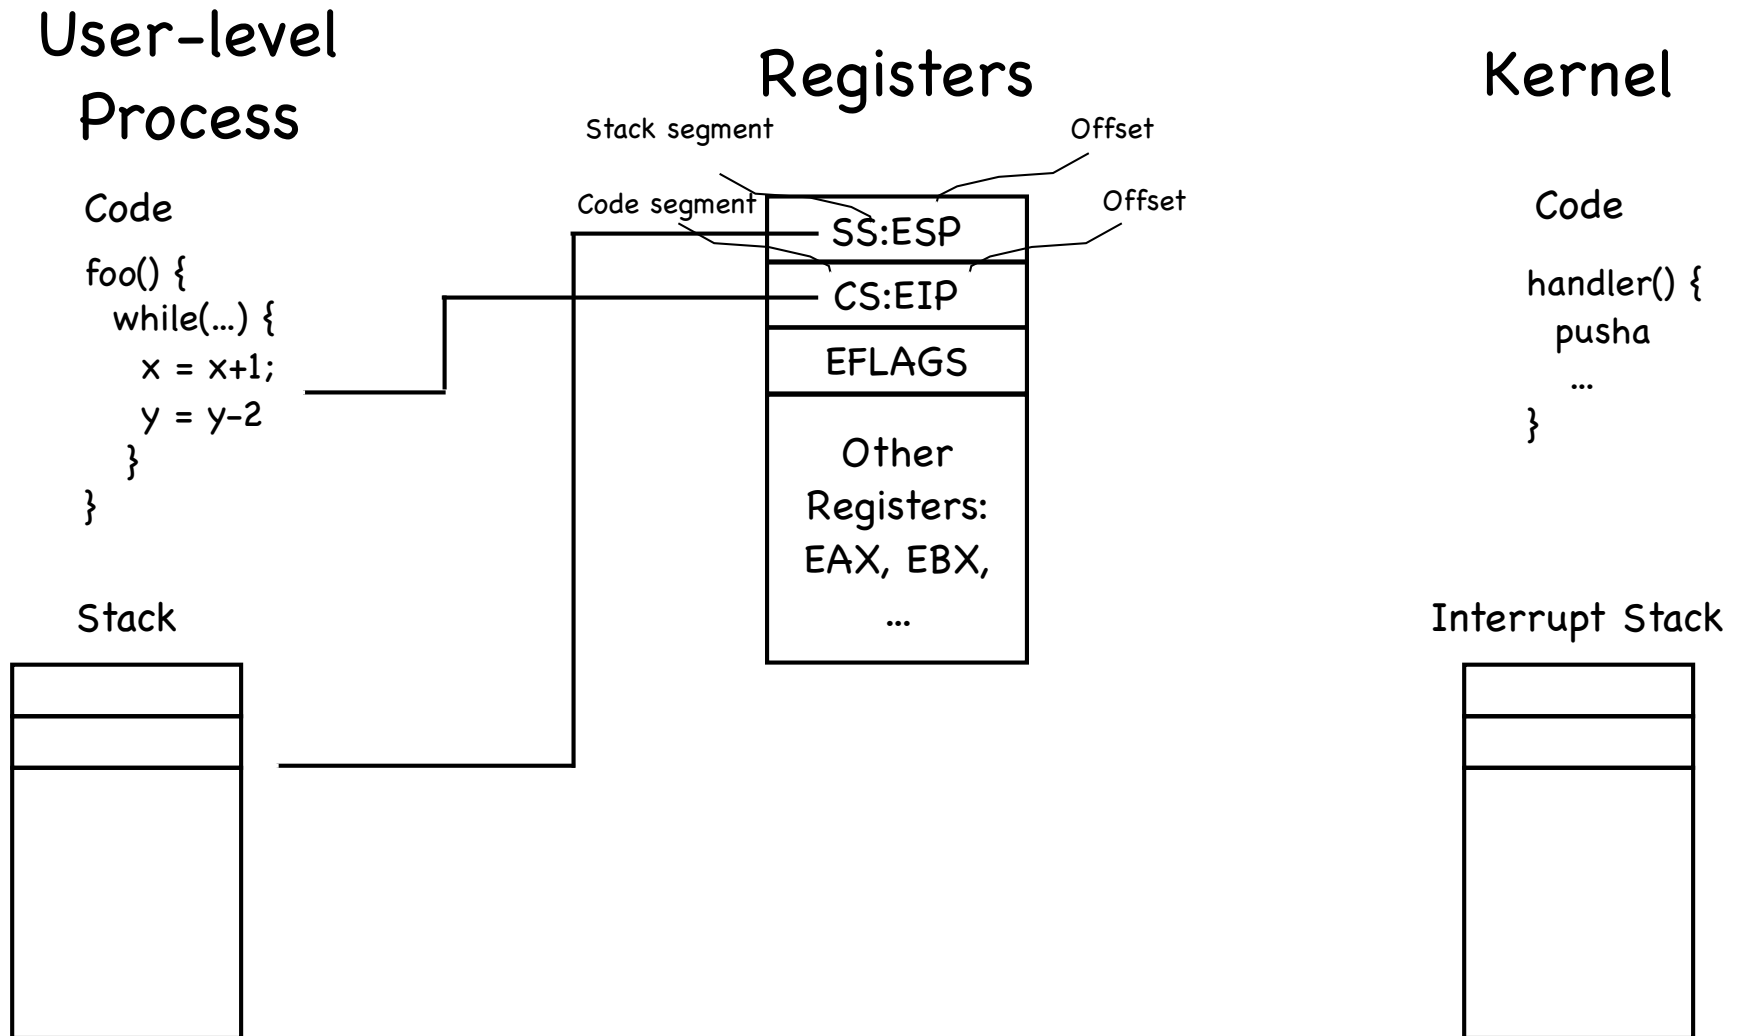 User-level
Process
Code
foo() {
while(...) {
x = x+1;
y = y-2
}
}
Stack
Registers
Stack segment
Offset
Code segment
Offset
SS:ESP
CS:EIP
EFLAGS
Other
Registers:
EAX, EBX,
...
Kernel
Code
handler() {
pusha
...
}
Interrupt Stack